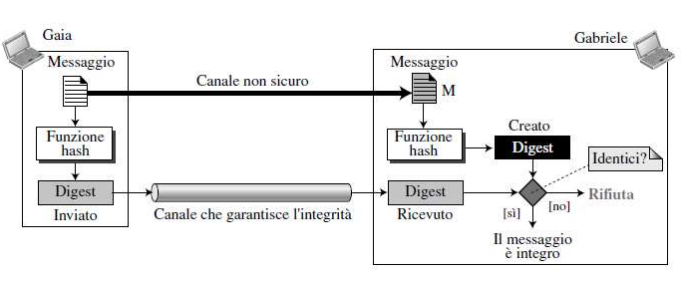 Gaia
Gabriele
Messaggio
Messaggio
Canale non sicuro
M
Funzione
hash
Funzione
hash
Creato
Digest
Identici?
Digest
Inviato
Canale che garantisce l'integrità
Digest
Ricevuto
[sì]
[no]
Rifiuta
Il messaggio
è integro